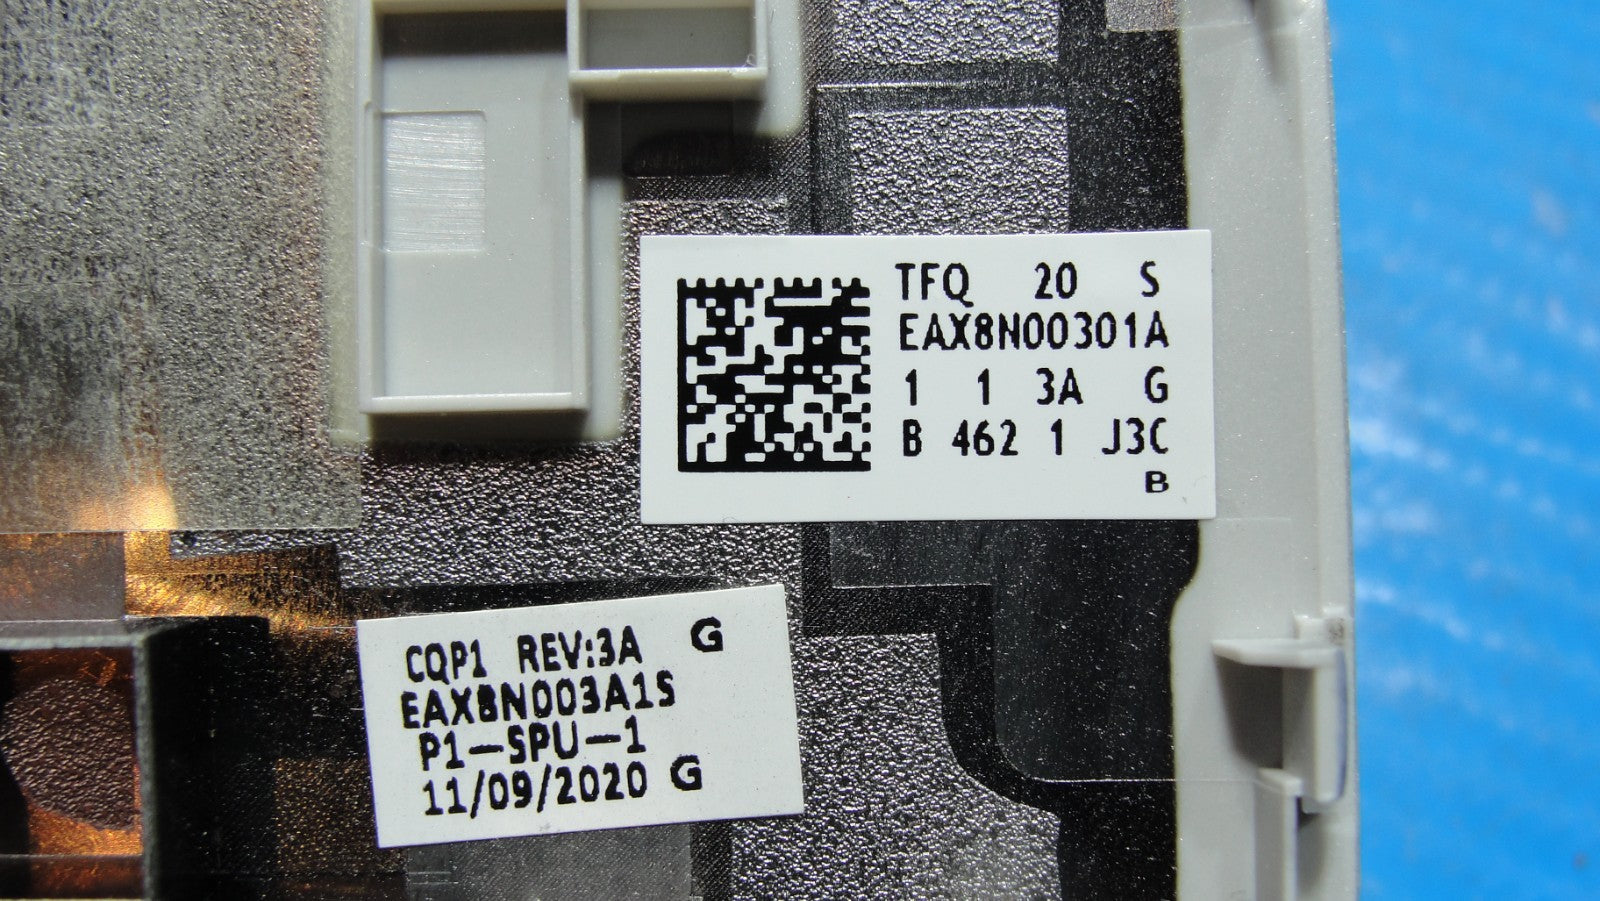 TFQ 20 S
EAX8N00301A
1 1 3A G
B 462 1 J3C
B
CQP1 REV:3A G
EAX8N003A1S
P1-SPU-1
11/09/2020 G